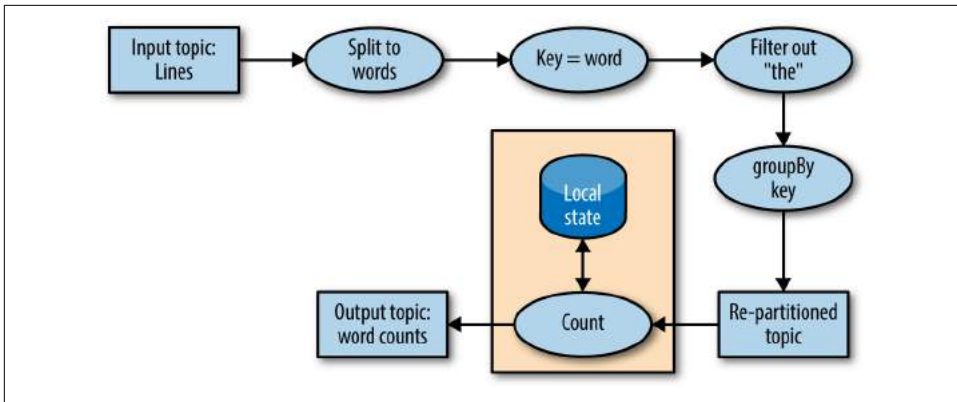 Input topic:
Lines
Split to
words
Key = word
Filter out
"the"
groupBy
key
Local
state
Output topic:
word counts
Count
Re-partitioned
topic